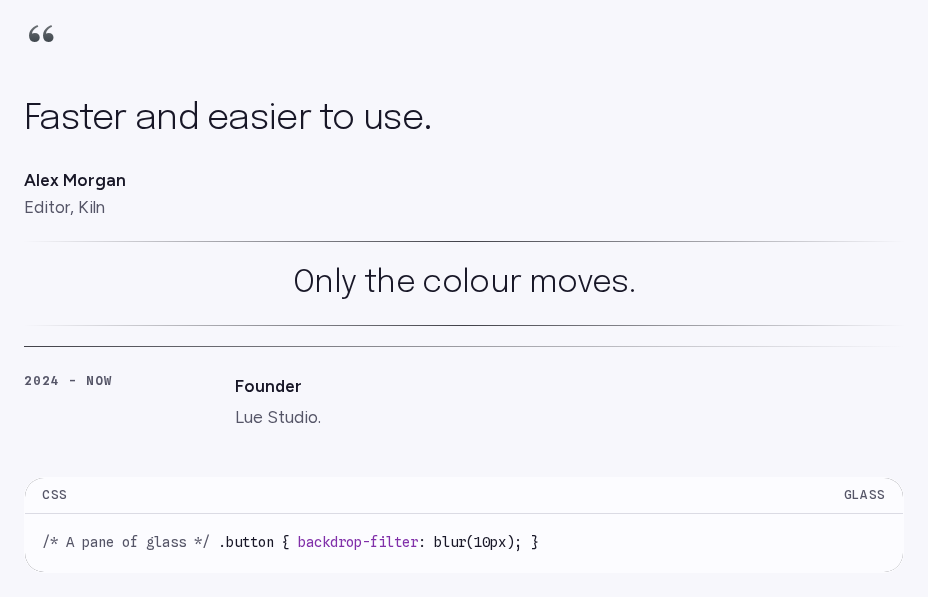 “
Faster and easier to use.
Alex Morgan
Editor, Kiln
Only the colour moves.
2024 – NOW
Founder
Lue Studio.
CSS
GLASS
/* A pane of glass */ .button { backdrop-filter: blur(10px); }